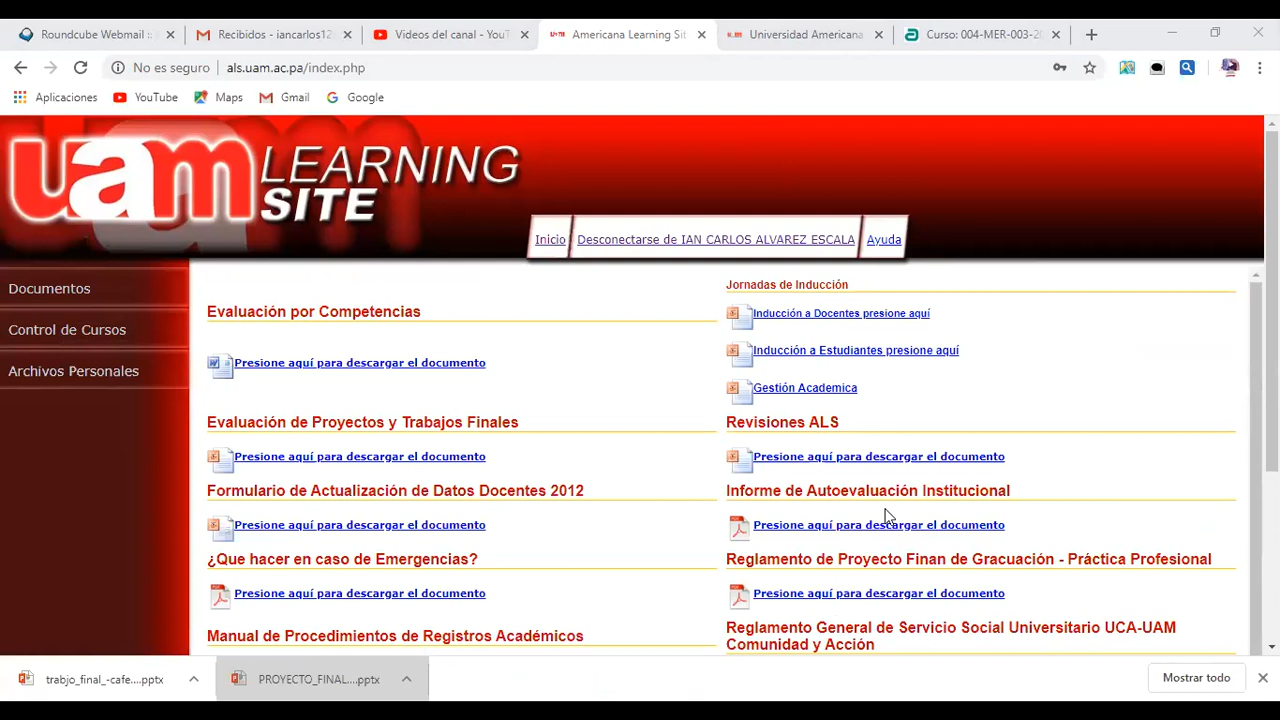 Roundcube Webmail ::
Recibidos - iancarlos12
Videos del canal - YouT
Americana Learning Sit
Universidad Americana
Curso: 004-MER-003-20
No es seguro
als.uam.ac.pa/index.php
Aplicaciones
YouTube
Maps
Gmail
Google
uam LEARNING
SITE
Inicio
Desconectarse de IAN CARLOS ALVAREZ ESCALA
Ayuda
Documentos
Control de Cursos
Archivos Personales
Evaluación por Competencias
Presione aquí para descargar el documento
Jornadas de Inducción
Inducción a Docentes presione aquí
Inducción a Estudiantes presione aquí
Gestión Academica
Evaluación de Proyectos y Trabajos Finales
Presione aquí para descargar el documento
Revisiones ALS
Presione aquí para descargar el documento
Formulario de Actualización de Datos Docentes 2012
Presione aquí para descargar el documento
Informe de Autoevaluación Institucional
Presione aquí para descargar el documento
¿Que hacer en caso de Emergencias?
Presione aquí para descargar el documento
Reglamento de Proyecto Finan de Gracuación - Práctica Profesional
Presione aquí para descargar el documento
Manual de Procedimientos de Registros Académicos
Reglamento General de Servicio Social Universitario UCA-UAM
Comunidad y Acción
trabjo_final_-cafe....pptx
PROYECTO_FINAL....pptx
Mostrar todo